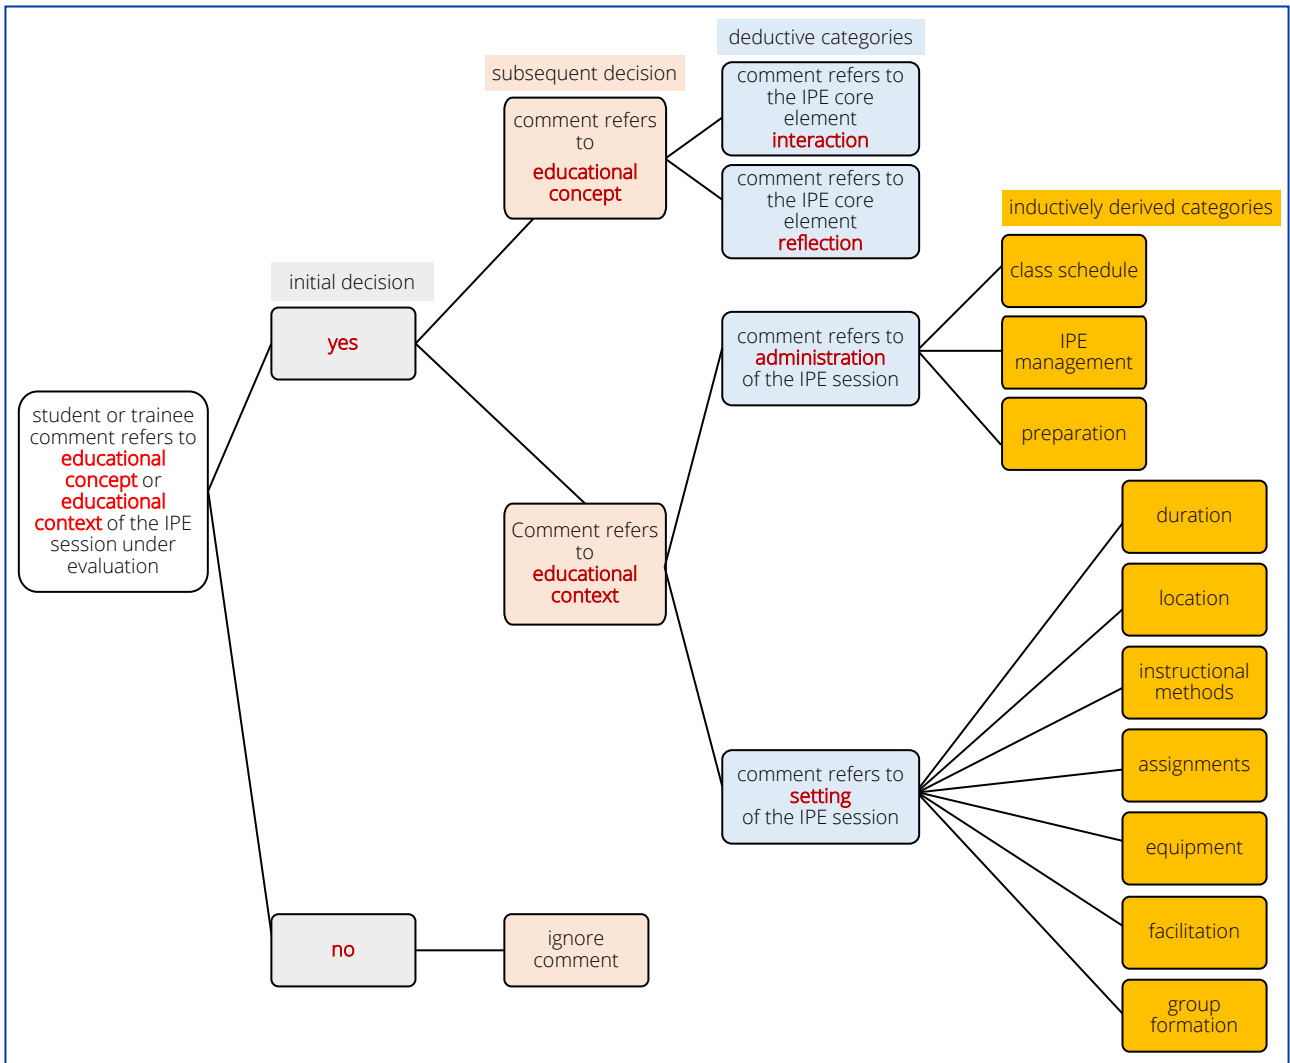 student or trainee
comment refers to
educational
concept or
educational
context of the IPE
session under
evaluation
initial decision
yes
no
subsequent decision
comment refers
to
educational
concept
Comment refers
to
educational
context
ignore
comment
deductive categories
comment refers to
the IPE core
element
interaction
comment refers to
the IPE core
element
reflection
comment refers to
administration
of the IPE session
comment refers to
setting
of the IPE session
inductively derived categories
class schedule
IPE
management
preparation
duration
location
instructional
methods
assignments
equipment
facilitation
group
formation